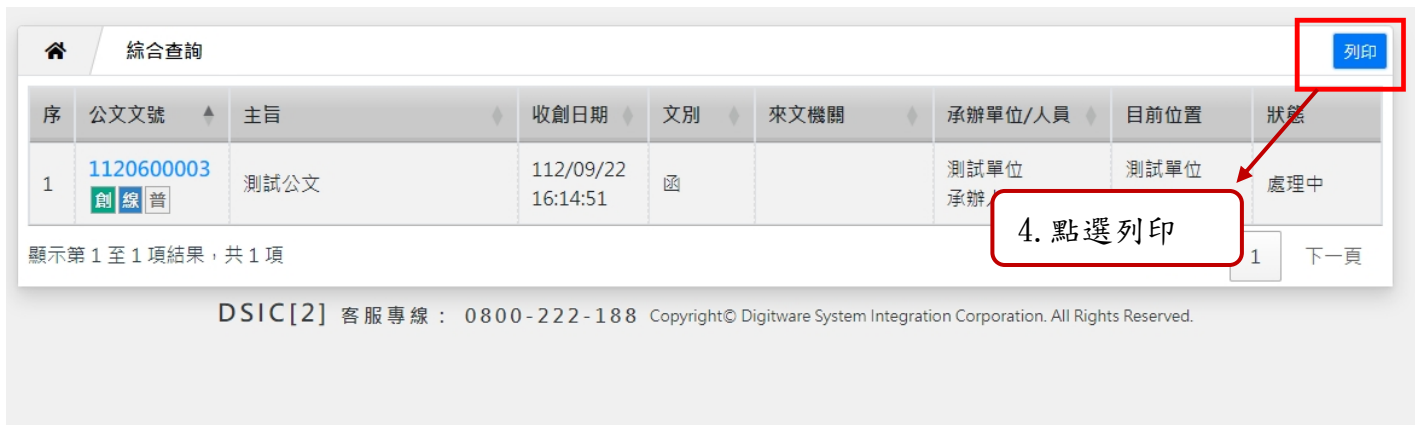 綜合查詢
列印
序 公文文號 主旨 收創日期 文別 來文機關 承辦單位/人員 目前位置 狀態
1 1120600003 測試公文 112/09/22 函 測試單位 測試單位 處理中
創 線 普 16:14:51 承辦
4.點選列印
顯示第 1 至 1 項結果,共 1 項 1 下一頁
DSIC[2] 客服專線: 0800-222-188 Copyright© Digitware System Integration Corporation. All Rights Reserved.